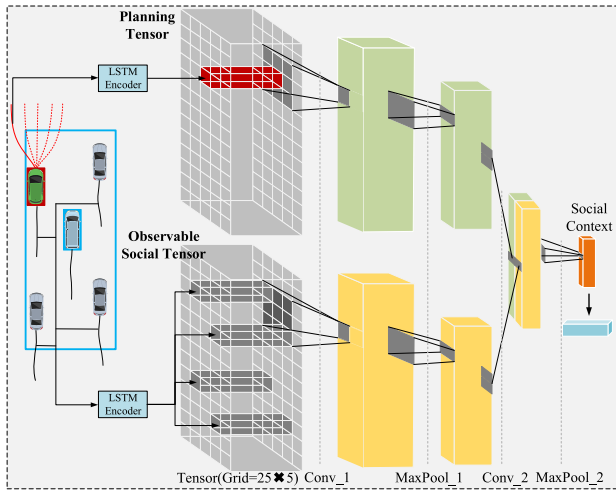 Planning
Tensor
LSTM
Encoder
Observable
Social Tensor
Social
Context
LSTM
Encoder
Tensor(Grid=25✖5) Conv_1 MaxPool_1 Conv_2 MaxPool_2